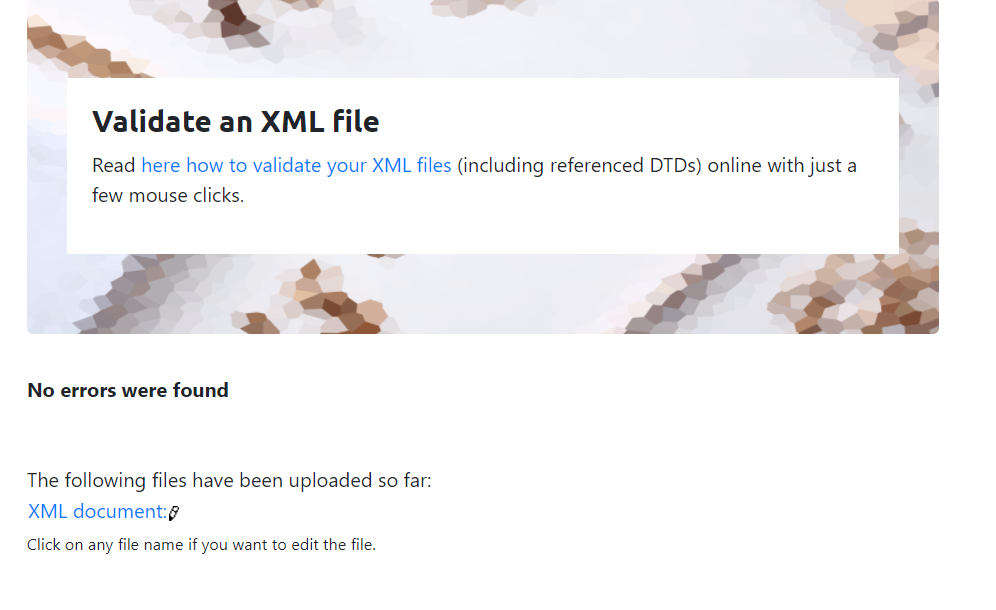 Validate an XML file
Read here how to validate your XML files (including referenced DTDs) online with just a
few mouse clicks.
No errors were found
The following files have been uploaded so far:
XML document:
Click on any file name if you want to edit the file.